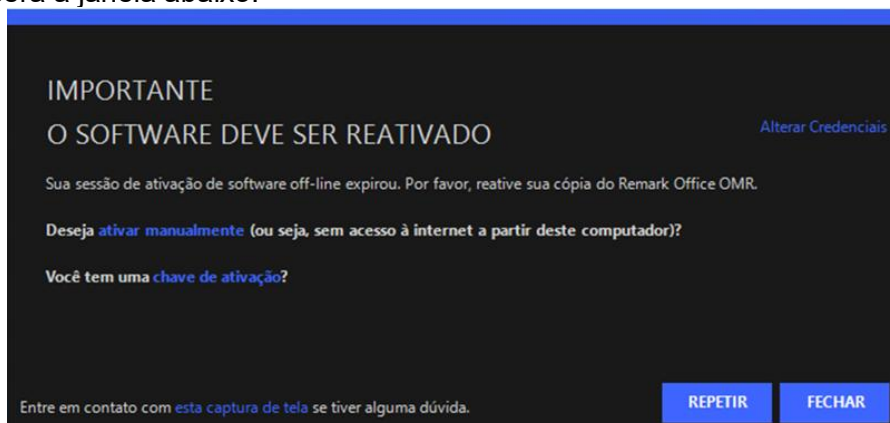 a janela abaixo:
IMPORTANTE
O SOFTWARE DEVE SER REATIVADO
Alterar Credenciais
Sua sessão de ativação de software off-line expirou. Por favor, reative sua cópia do Remark Office OMR.
Deseja ativar manualmente (ou seja, sem acesso à internet a partir deste computador)?
Você tem uma chave de ativação?
Entre em contato com esta captura de tela se tiver alguma dúvida.
REPETIR
FECHAR